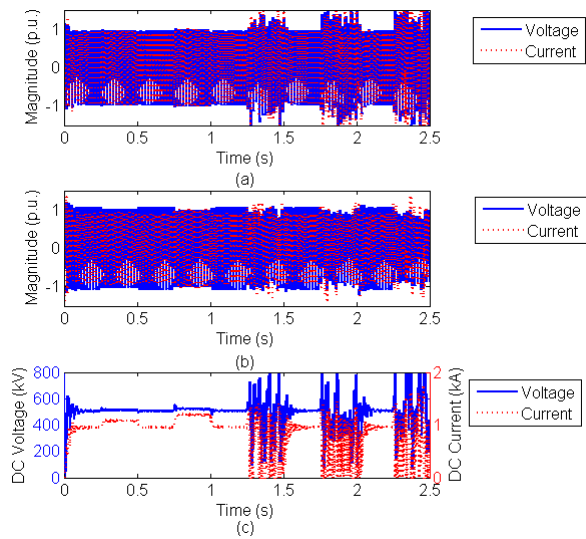 Magnitude (p.u.)
1
0
-1
0
0.5
1
1.5
2
2.5
Time (s)
(a)
Voltage
Current
Magnitude (p.u.)
1
0
-1
0
0.5
1
1.5
2
2.5
Time (s)
(b)
Voltage
Current
DC Voltage (kV)
800
600
400
200
0
0
0.5
1
1.5
2
2.5
Time (s)
(c)
2
1
0
DC Current (kA)
Voltage
Current